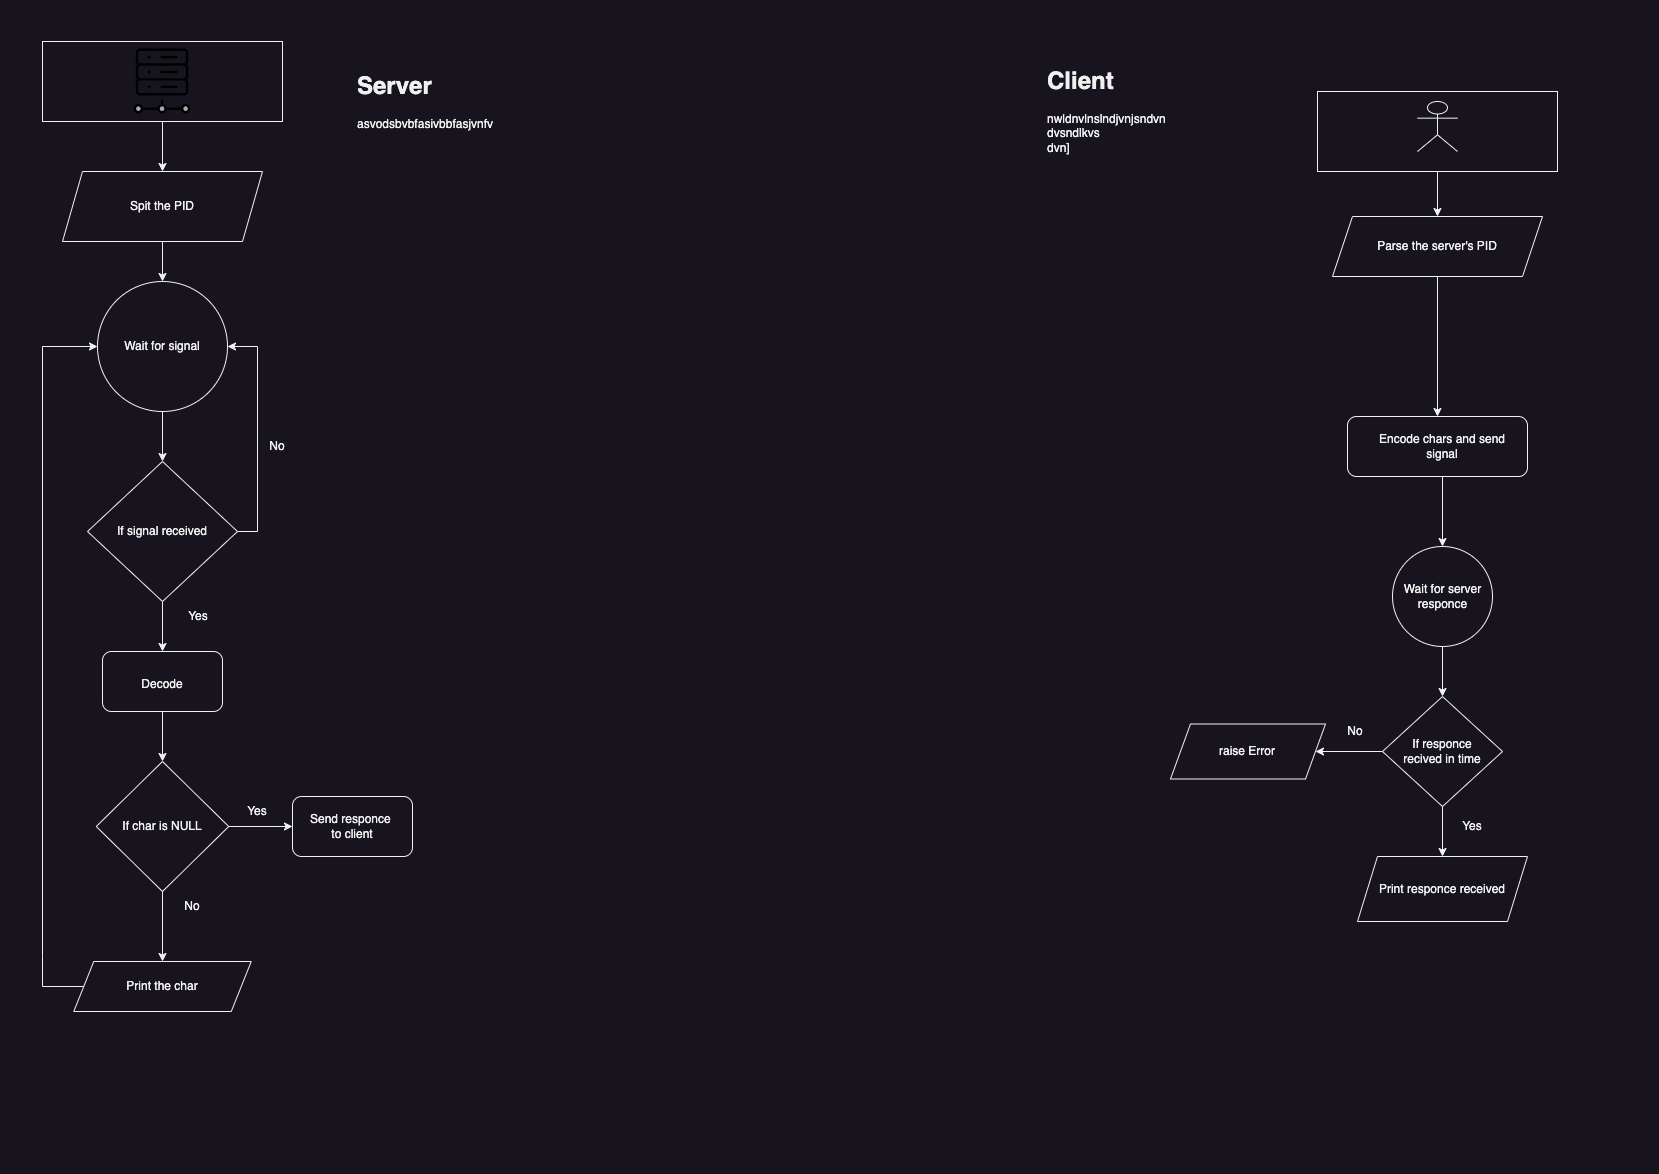 Server
asvodsbvbfasivbbfasjvnfv
Spit the PID
Wait for signal
No
If signal received
Yes
Decode
If char is NULL
Yes
Send responce
to client
No
Print the char
Client
nwldnvlnslndjvnjsndvn
dvsndlkvs
dvn]
Parse the server's PID
Encode chars and send
signal
Wait for server
responce
If responce
recived in time
No
raise Error
Yes
Print responce received